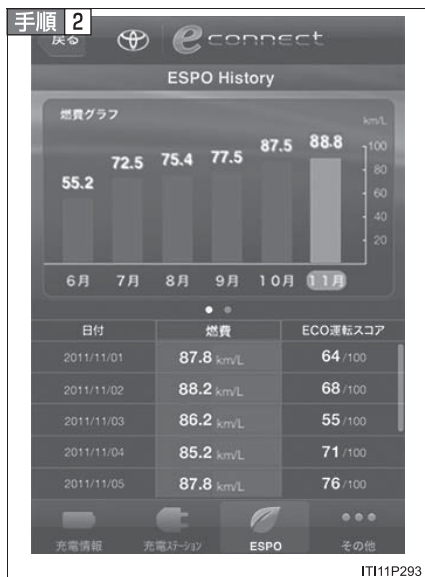 手順 2
戻る
e connect
ESPO History
燃費グラフ
km/L
55.2 72.5 75.4 77.5 87.5 88.8
100
80
60
40
20
6月 7月 8月 9月 10月 11月
日付 燃費 ECO運転スコア
2011/11/01 87.8 km/L 64 /100
2011/11/02 88.2 km/L 68 /100
2011/11/03 86.2 km/L 55 /100
2011/11/04 85.2 km/L 71 /100
2011/11/05 87.8 km/L 76 /100
充電情報 充電ステーション ESPO その他
ITI11P293